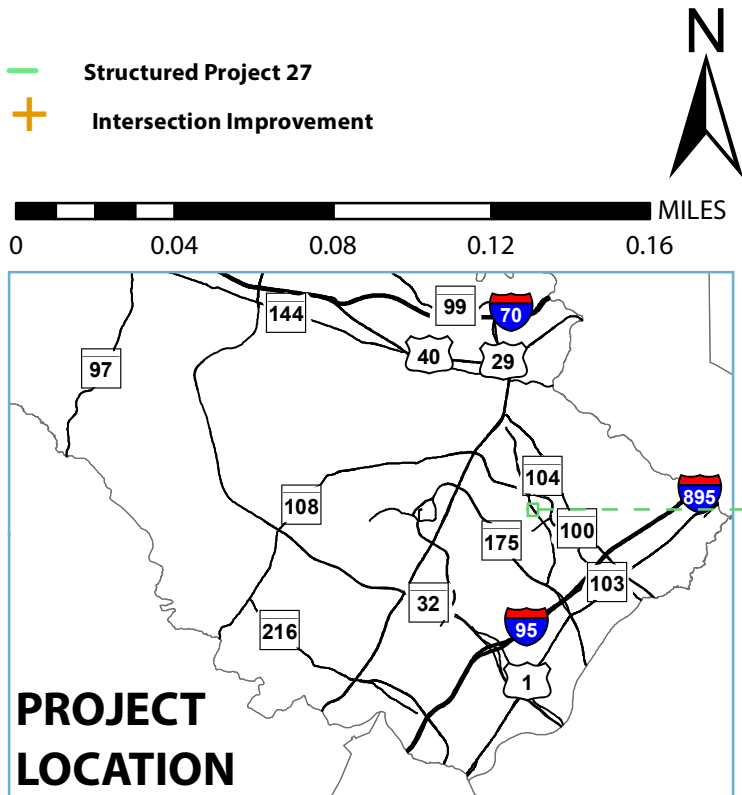 N
Structured Project 27
Intersection Improvement
MILES
0 0.04 0.08 0.12 0.16
144
99
70
97
40
29
104
895
108
100
175
103
32
216
95
1
PROJECT
LOCATION